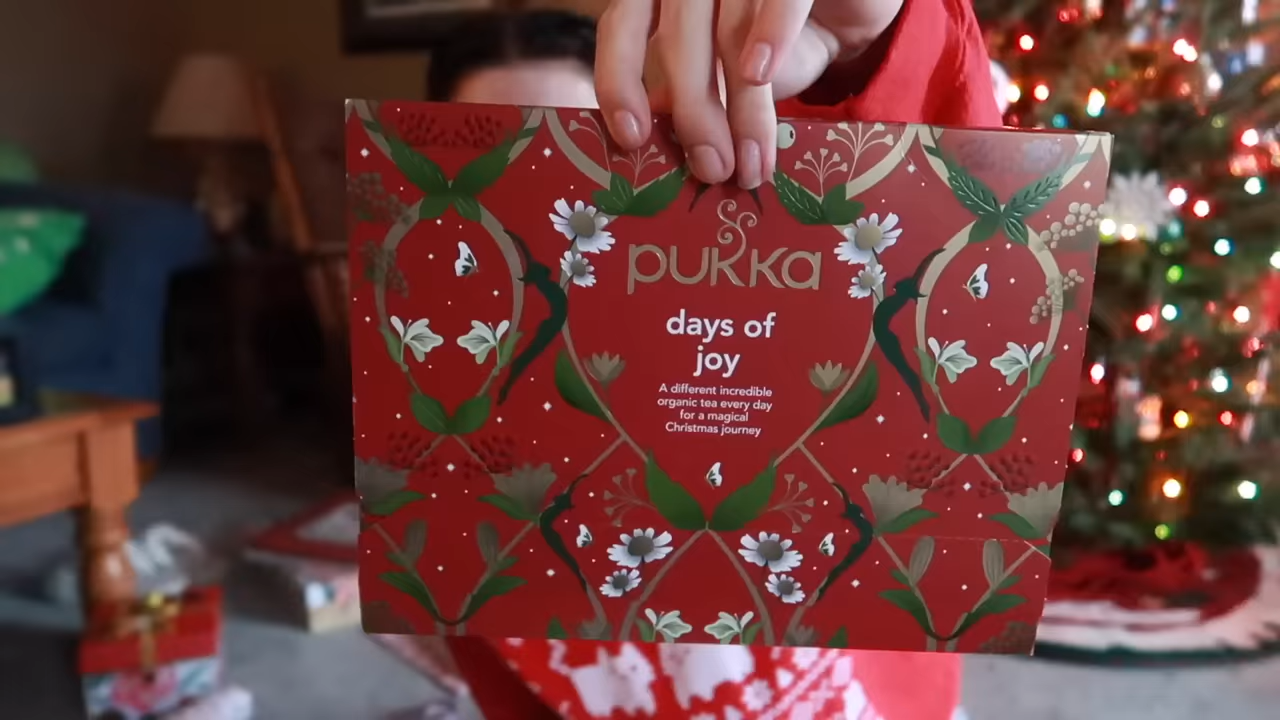 pukka
days of
joy
A different incredible
organic tea every day
for a magical
Christmas journey